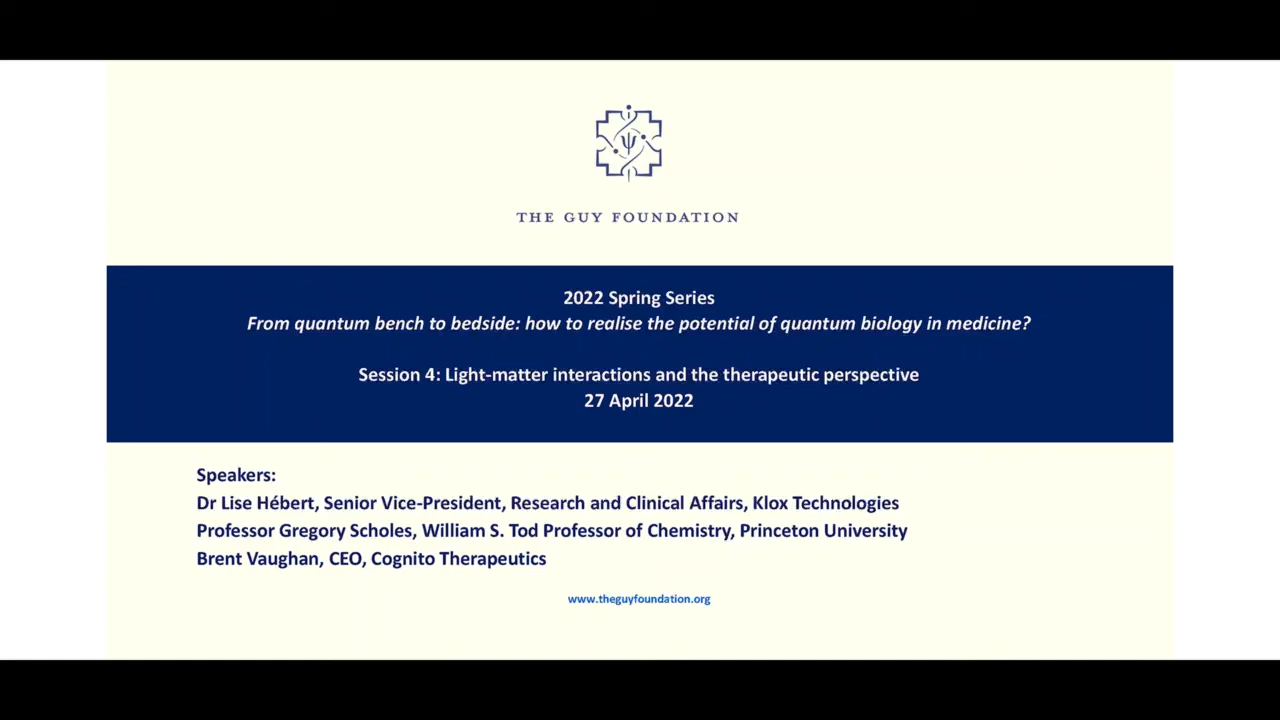 THE GUY FOUNDATION
2022 Spring Series
From quantum bench to bedside: how to realise the potential of quantum biology in medicine?
Session 4: Light-matter interactions and the therapeutic perspective
27 April 2022
Speakers:
Dr Lise Hébert, Senior Vice-President, Research and Clinical Affairs, Klox Technologies
Professor Gregory Scholes, William S. Tod Professor of Chemistry, Princeton University
Brent Vaughan, CEO, Cognito Therapeutics
www.theguyfoundation.org